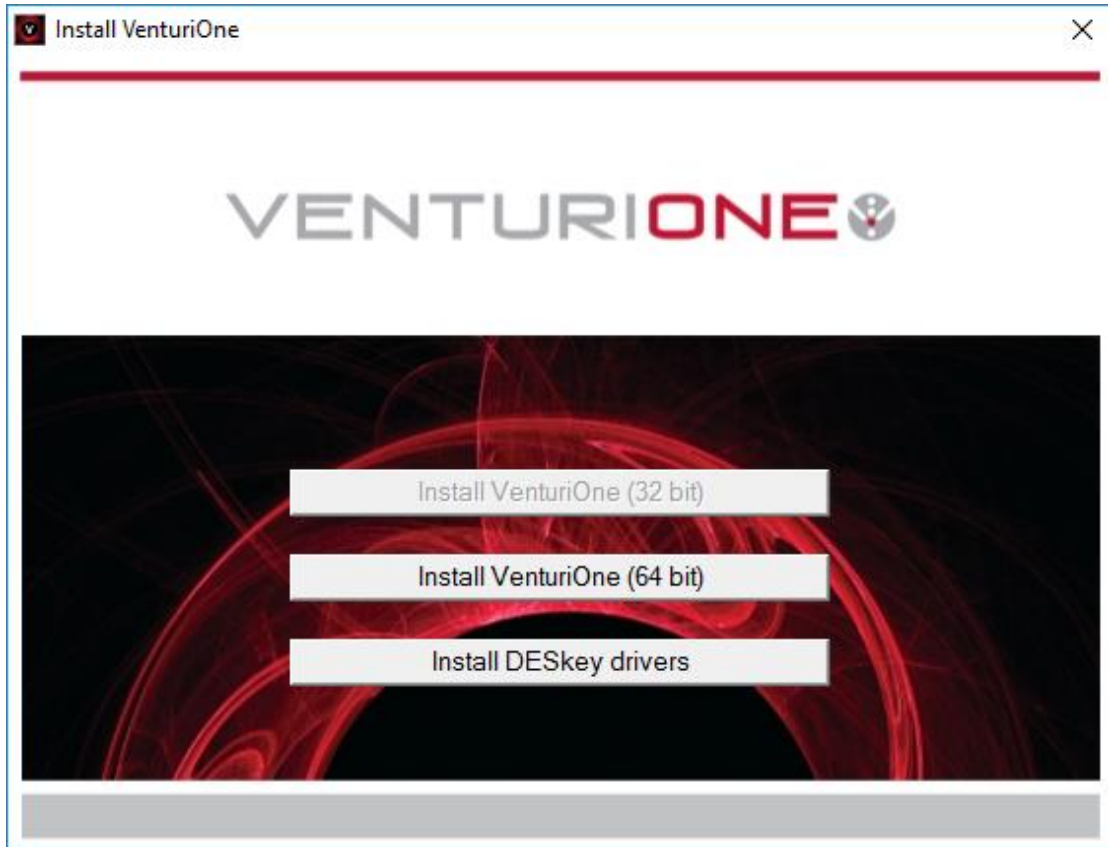 Install VenturiOne
VENTURIONE
Install VenturiOne (32 bit)
Install VenturiOne (64 bit)
Install DESkey drivers